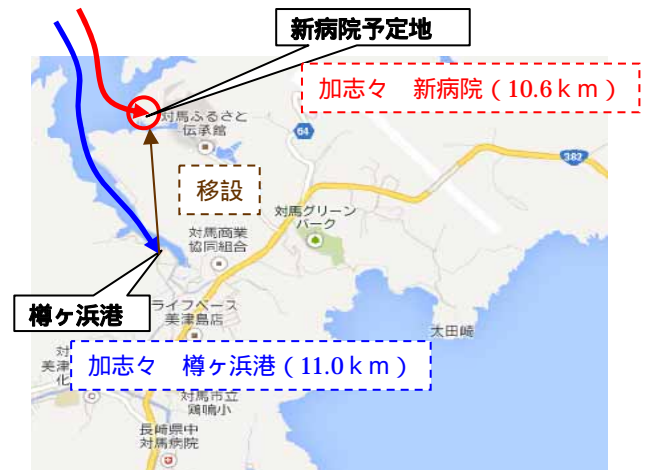 新病院予定地
加志々　新病院（10.6ｋｍ）
対馬ふるさと
伝承館
64
382
移設
対馬グリーン
パーク
対馬商業
協同組合
樽ヶ浜港
ライフベース
美津島店
太田崎
対
美津
化
加志々　樽ヶ浜港（11.0ｋｍ）
対馬市立
鶏鳴小
長崎県中
対馬病院